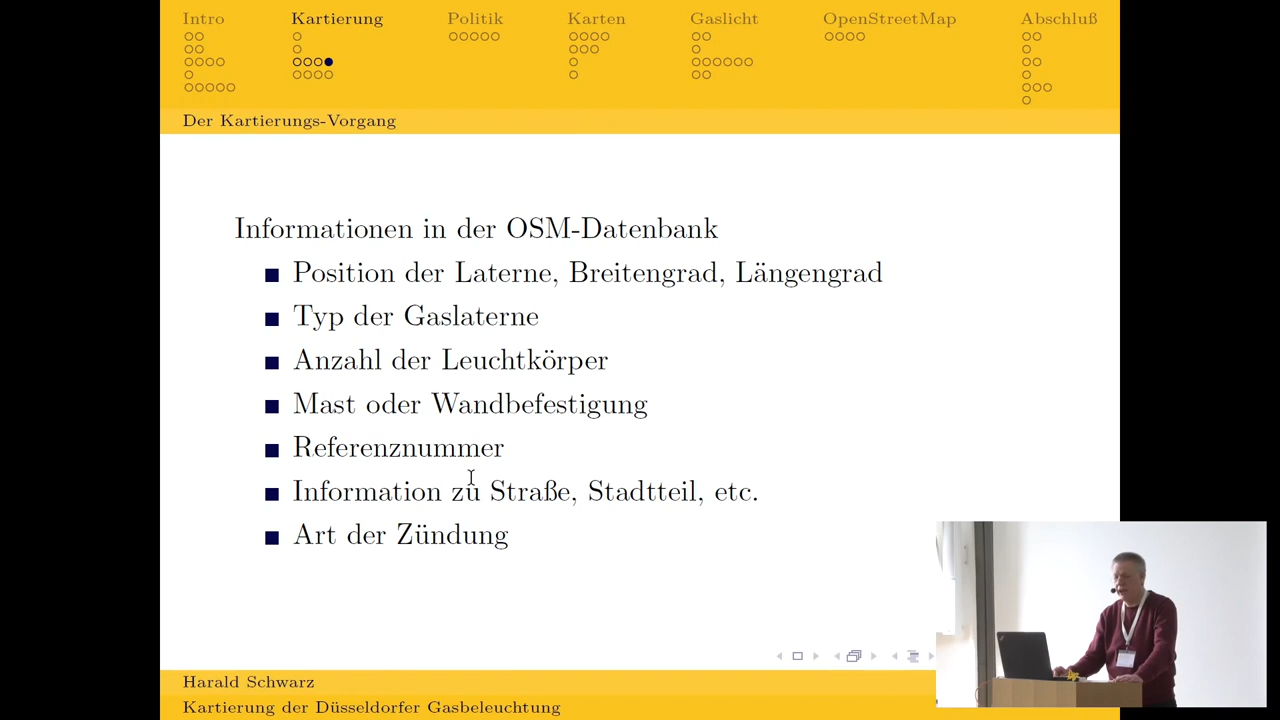 Intro Kartierung Politik Karten Gaslicht OpenStreetMap Abschluß
Der Kartierungs-Vorgang
Informationen in der OSM-Datenbank
Position der Laterne, Breitengrad, Längengrad
Typ der Gaslaterne
Anzahl der Leuchtkörper
Mast oder Wandbefestigung
Referenznummer
Information zu Straße, Stadtteil, etc.
Art der Zündung
Harald Schwarz
Kartierung der Düsseldorfer Gasbeleuchtung